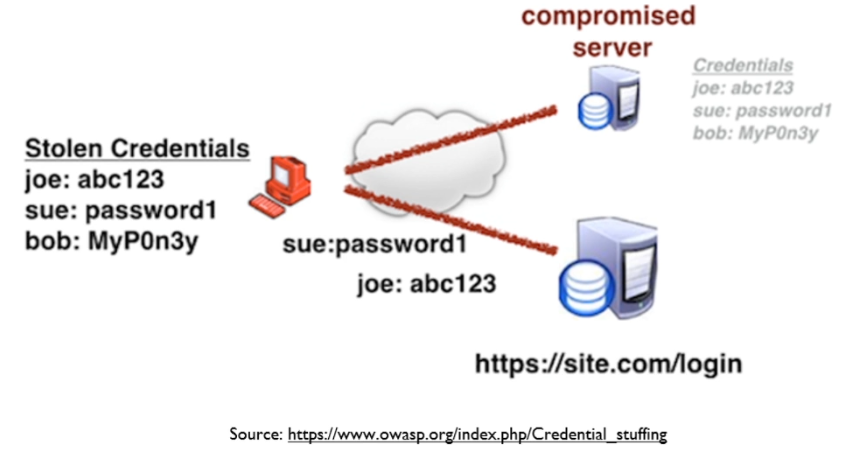 compromised
server
Credentials
joe: abc123
sue: password1
bob: MyP0n3y
Stolen Credentials
joe: abc123
sue: password1
bob: MyP0n3y
sue:password1
joe: abc123
https://site.com/login
Source: https://www.owasp.org/index.php/Credential_stuffing